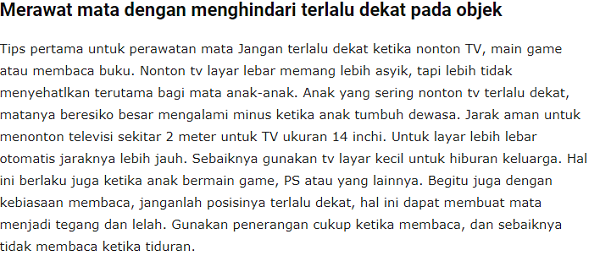 Merawat mata dengan menghindari terlalu dekat pada objek
Tips pertama untuk perawatan mata Jangan terlalu dekat ketika nonton TV, main game
atau membaca buku. Nonton tv layar lebar memang lebih asyik, tapi lebih tidak
menyehatlkan terutama bagi mata anak-anak. Anak yang sering nonton tv terlalu dekat,
matanya beresiko besar mengalami minus ketika anak tumbuh dewasa. Jarak aman untuk
menonton televisi sekitar 2 meter untuk TV ukuran 14 inchi. Untuk layar lebih lebar
otomatis jaraknya lebih jauh. Sebaiknya gunakan tv layar kecil untuk hiburan keluarga. Hal
ini berlaku juga ketika anak bermain game, PS atau yang lainnya. Begitu juga dengan
kebiasaan membaca, janganlah posisinya terlalu dekat, hal ini dapat membuat mata
menjadi tegang dan lelah. Gunakan penerangan cukup ketika membaca, dan sebaiknya
tidak membaca ketika tiduran.